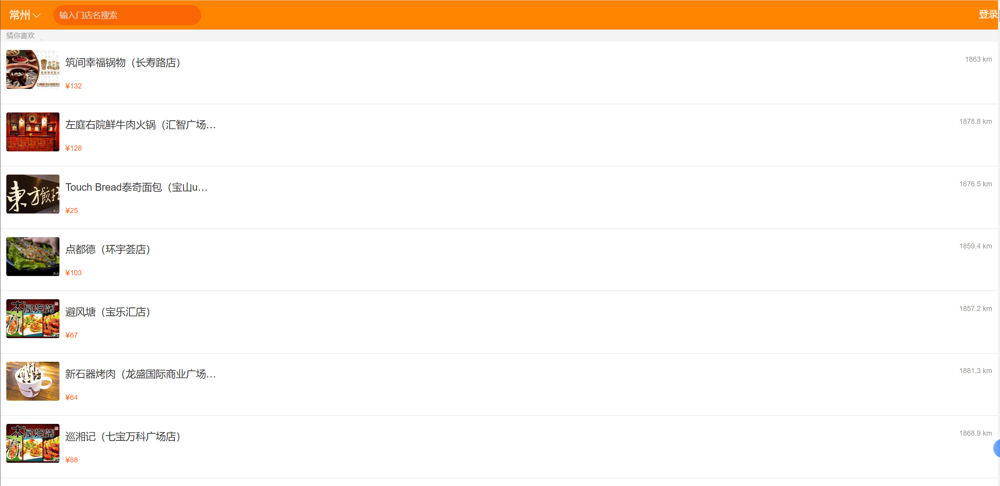 常州
输入门店名搜索
登录
猜你喜欢
筑间幸福锅物（长寿路店）
1863 km
¥132
左庭右院鲜牛肉火锅（汇智广场...
1878.8 km
¥128
東方餃子
Touch Bread泰奇面包（宝山u...
1876.5 km
¥25
点都德（环宇荟店）
1859.4 km
¥103
木屋烧烤
避风塘（宝乐汇店）
1857.2 km
¥67
新石器烤肉（龙盛国际商业广场...
1881.3 km
¥64
木屋烧烤
巡湘记（七宝万科广场店）
1868.9 km
¥88